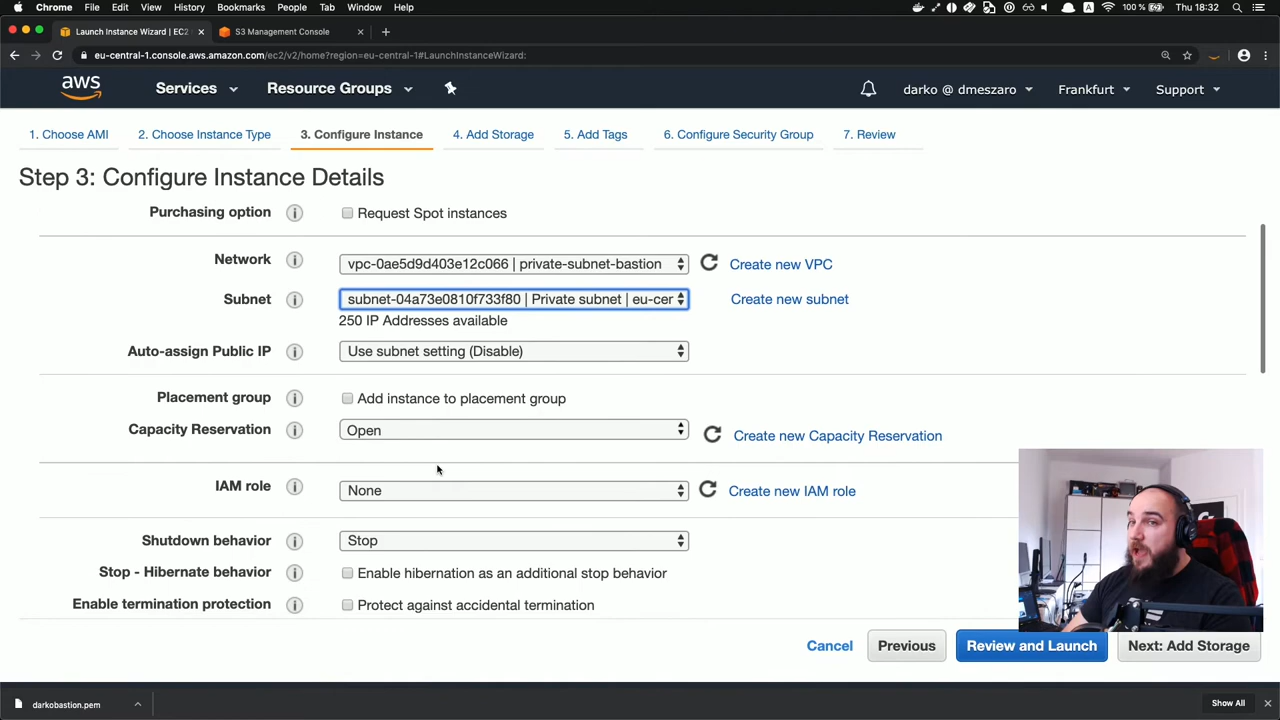 Chrome File Edit View History Bookmarks People Tab Window Help 100 % Thu 18:32
Launch Instance Wizard | EC2 × S3 Management Console × +
eu-central-1.console.aws.amazon.com/ec2/v2/home?region=eu-central-1#LaunchInstanceWizard:
aws Services Resource Groups darko @ dmeszaro Frankfurt Support
1. Choose AMI 2. Choose Instance Type 3. Configure Instance 4. Add Storage 5. Add Tags 6. Configure Security Group 7. Review
Step 3: Configure Instance Details
Purchasing option i Request Spot instances
Network i vpc-0ae5d9d403e12c066 | private-subnet-bastion Create new VPC
Subnet i subnet-04a73e0810f733f80 | Private subnet | eu-cer Create new subnet
250 IP Addresses available
Auto-assign Public IP i Use subnet setting (Disable)
Placement group i Add instance to placement group
Capacity Reservation i Open Create new Capacity Reservation
IAM role i None Create new IAM role
Shutdown behavior i Stop
Stop - Hibernate behavior i Enable hibernation as an additional stop behavior
Enable termination protection i Protect against accidental termination
Cancel Previous Review and Launch Next: Add Storage
darkobastion.pem Show All ×